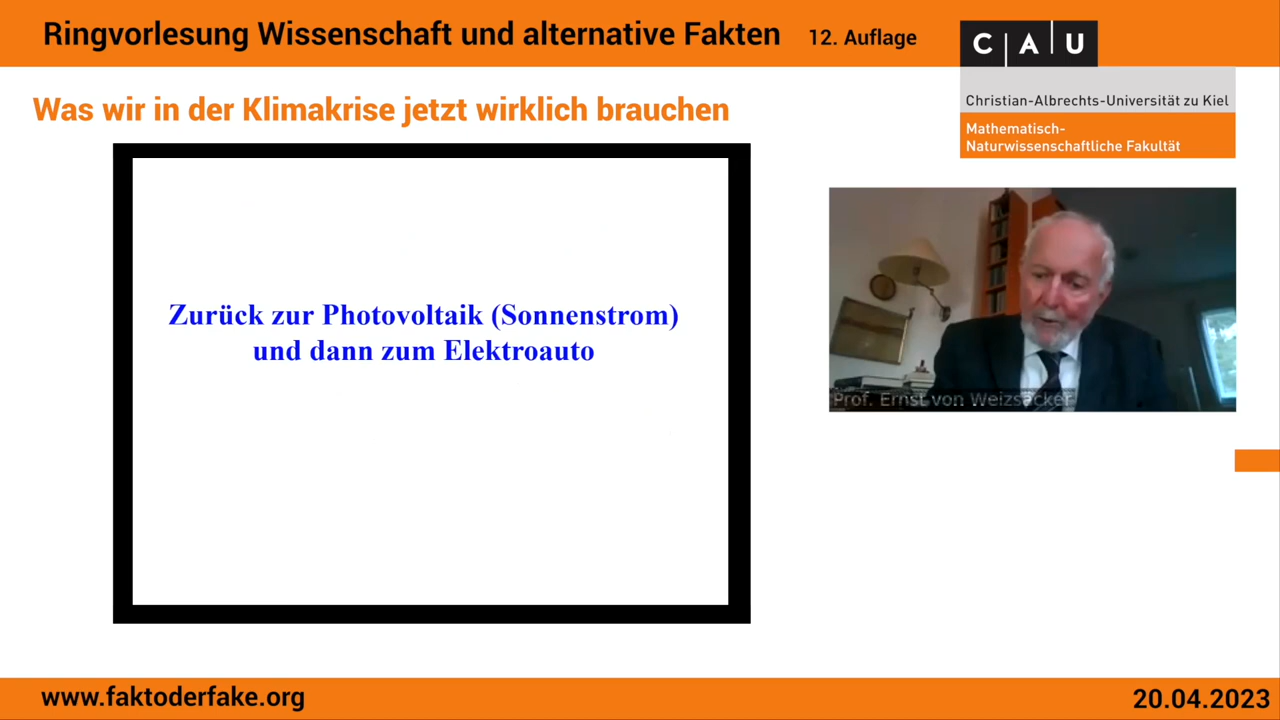 Ringvorlesung Wissenschaft und alternative Fakten 12. Auflage
C A U
Christian-Albrechts-Universität zu Kiel
Mathematisch-
Naturwissenschaftliche Fakultät
Was wir in der Klimakrise jetzt wirklich brauchen
Zurück zur Photovoltaik (Sonnenstrom)
und dann zum Elektroauto
Prof. Ernst von Weizsäcker
www.faktoderfake.org
20.04.2023